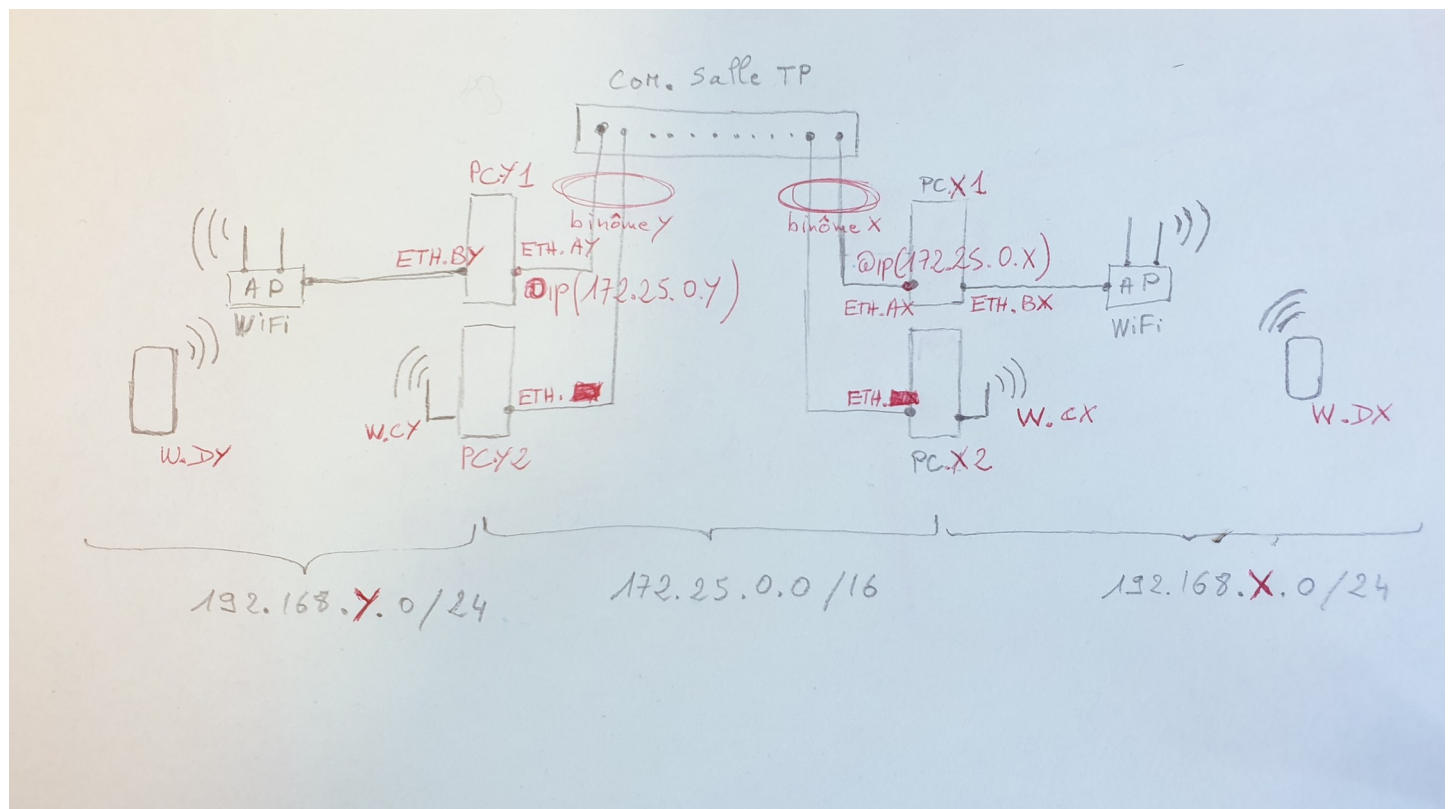 Com. Salle TP
PC.Y1
PC.X1
binôme Y
binôme X
ETH.BY
ETH.AY
@ip(172.25.0.Y)
@ip(172.25.0.X)
ETH.AX
ETH.BX
AP
WiFi
AP
WiFi
ETH.
ETH.
W.CY
W.CX
W.DY
W.DX
PC.Y2
PC.X2
192.168.Y.0/24
172.25.0.0/16
192.168.X.0/24